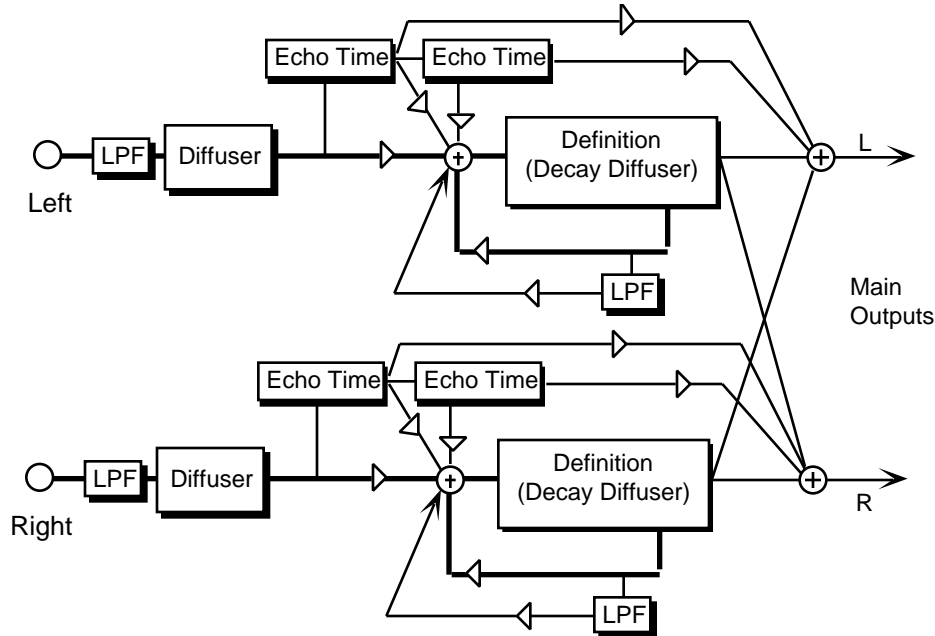 Echo Time
Echo Time
LPF
Diffuser
+
Definition
(Decay Diffuser)
+
L
Left
LPF
Main
Outputs
Echo Time
Echo Time
LPF
Diffuser
+
Definition
(Decay Diffuser)
+
R
Right
LPF